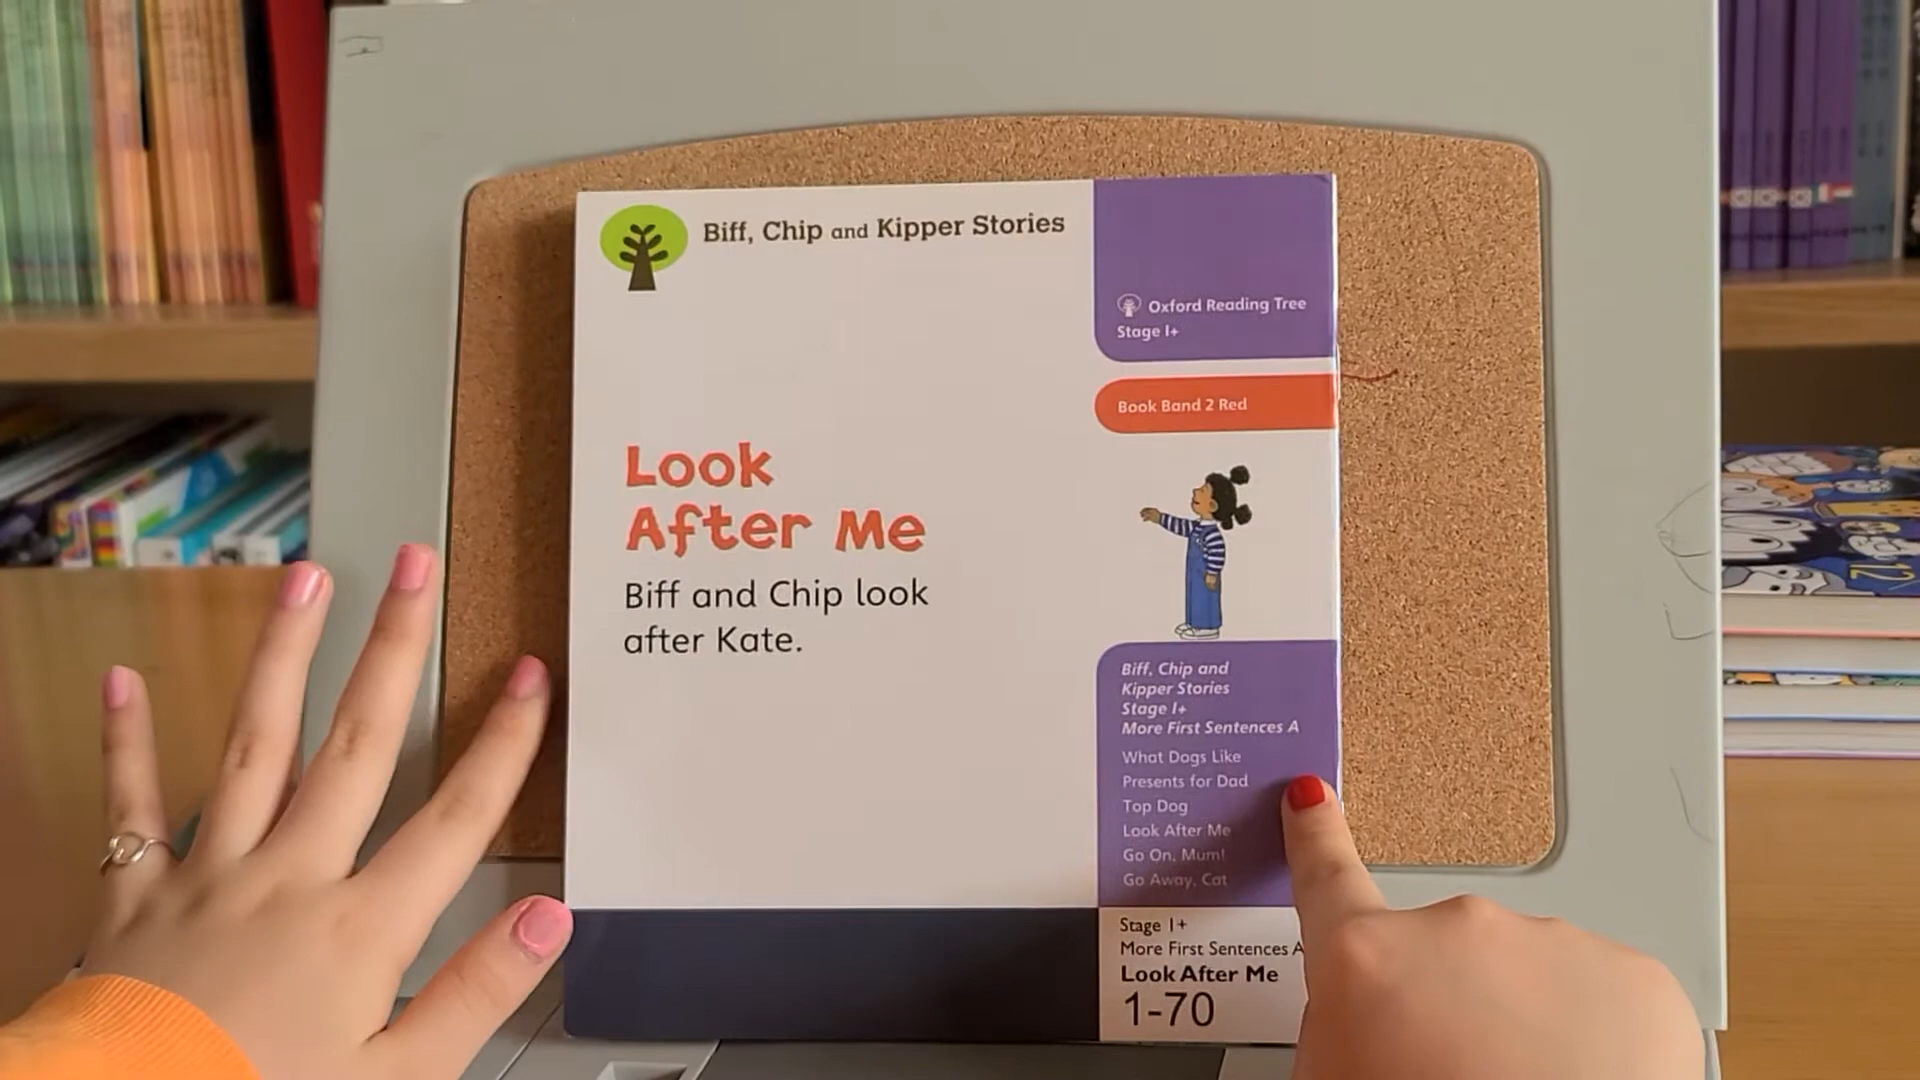 Biff, Chip and Kipper Stories
Oxford Reading Tree
Stage 1+
Book Band 2 Red
Look
After Me
Biff and Chip look
after Kate.
Biff, Chip and
Kipper Stories
Stage 1+
More First Sentences A
What Dogs Like
Presents for Dad
Top Dog
Look After Me
Go On, Mum!
Go Away, Cat
Stage 1+
More First Sentences A
Look After Me
1-70
12